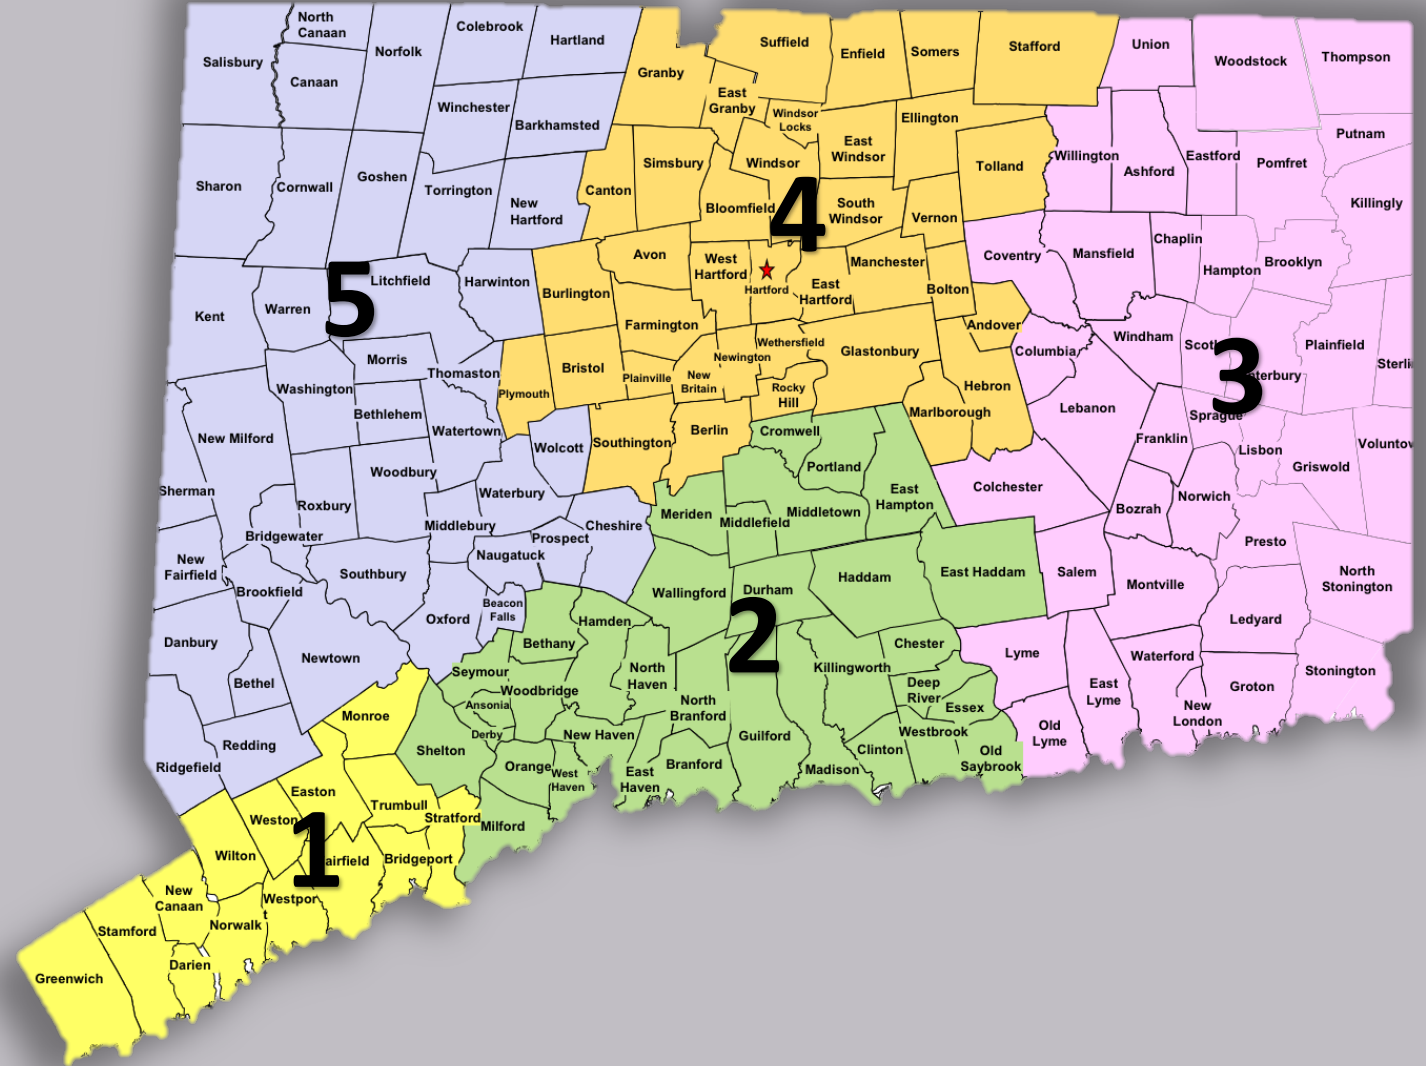 North
Canaan
Colebrook
Hartland
Salisbury
Norfolk
Canaan
Granby
Suffield
Enfield
Somers
Stafford
Union
Woodstock
Thompson
Winchester
Barkhamsted
East
Granby
Windsor
Locks
Ellington
East
Windsor
Putnam
Sharon
Cornwall
Goshen
Torrington
New
Hartford
Canton
Simsbury
Windsor
Bloomfield
4
South
Windsor
Vernon
Tolland
Willington
Ashford
Eastford
Pomfret
Killingly
Kent
Warren
5
Litchfield
Harwinton
Burlington
Avon
West
Hartford
Hartford
East
Hartford
Manchester
Bolton
Coventry
Mansfield
Chaplin
Hampton
Brooklyn
Morris
Thomaston
Washington
Bethlehem
Watertown
Plymouth
Bristol
Farmington
Plainville
New
Britain
Newington
Wethersfield
Rocky
Hill
Glastonbury
Andover
Hebron
Marlborough
Columbia
Windham
Scot
3
terbury
Plainfield
Sterli
New Milford
Wolcott
Southington
Berlin
Cromwell
Portland
Lebanon
Sprague
Franklin
Lisbon
Griswold
Voluntow
Sherman
Roxbury
Woodbury
Waterbury
Middlebury
Bridgewater
Cheshire
Prospect
Naugatuck
Meriden
Middlefield
Middletown
East
Hampton
Colchester
Bozrah
Norwich
Presto
New
Fairfield
Brookfield
Southbury
Oxford
Beacon
Falls
Wallingford
Durham
Haddam
East Haddam
Salem
Montville
Ledyard
North
Stonington
Danbury
Bethel
Newtown
Seymour
Bethany
Hamden
2
North
Haven
Woodbridge
Ansonia
Derby
Killingworth
Chester
Deep
River
Essex
Lyme
East
Lyme
Waterford
New
London
Groton
Stonington
Ridgefield
Redding
Monroe
Shelton
Orange
West
Haven
New Haven
East
Haven
North
Branford
Branford
Guilford
Madison
Clinton
Westbrook
Old
Saybrook
Old
Lyme
Easton
Weston
1
Trumbull
Stratford
Milford
Wilton
airfield
Bridgeport
New
Canaan
Westpor
t
Norwalk
Stamford
Darien
Greenwich